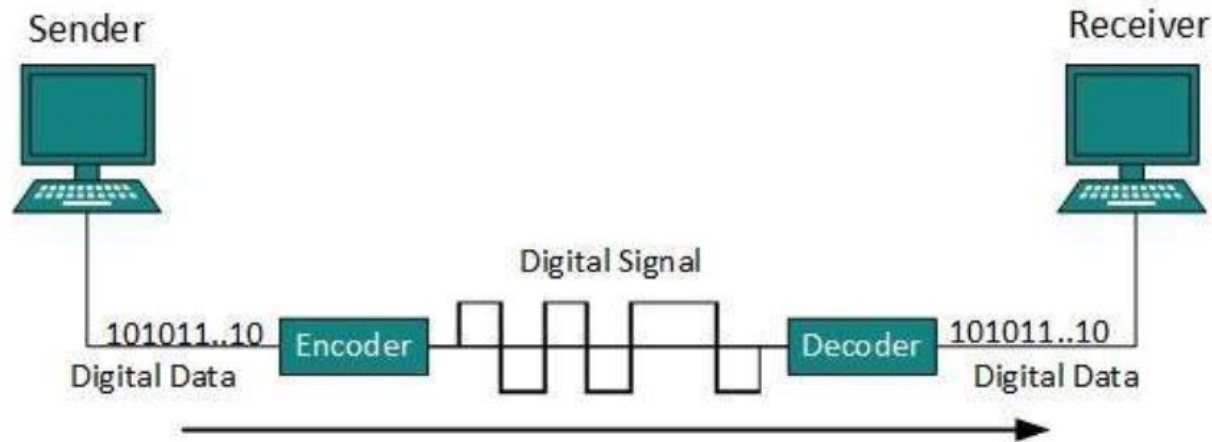 Sender
Receiver
Digital Signal
101011..10
Encoder
Decoder
101011..10
Digital Data
Digital Data